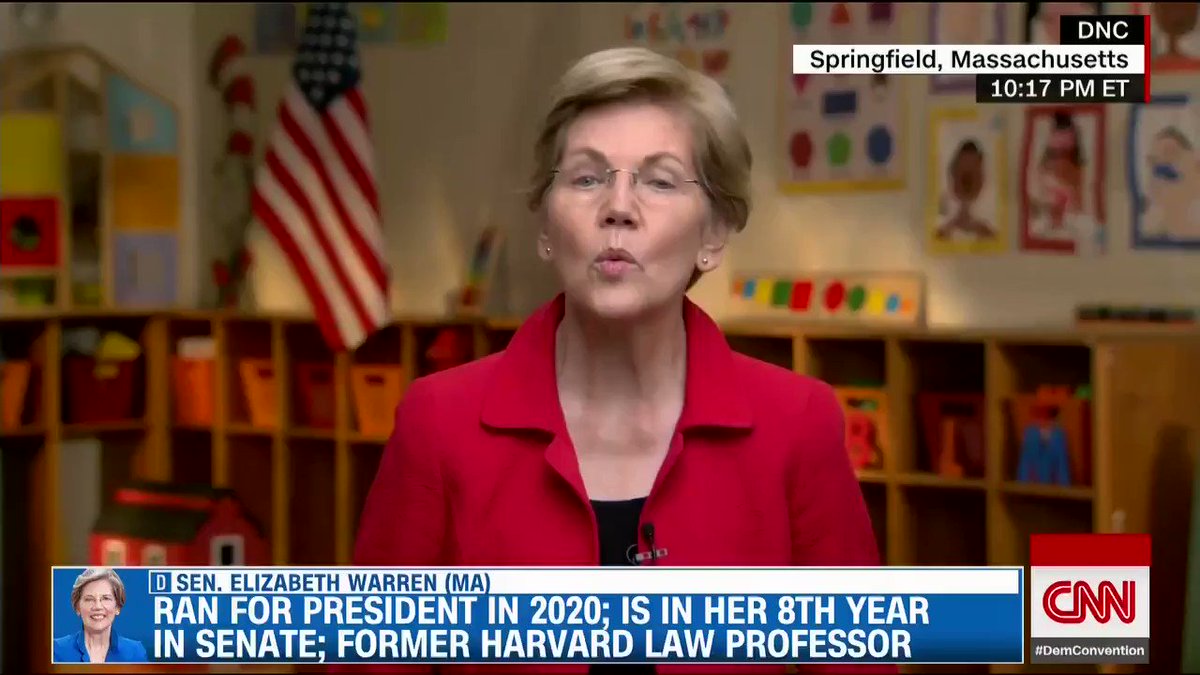 DNC
Springfield, Massachusetts
10:17 PM ET
D SEN. ELIZABETH WARREN (MA)
RAN FOR PRESIDENT IN 2020; IS IN HER 8TH YEAR
IN SENATE; FORMER HARVARD LAW PROFESSOR
CNN
#DemConvention